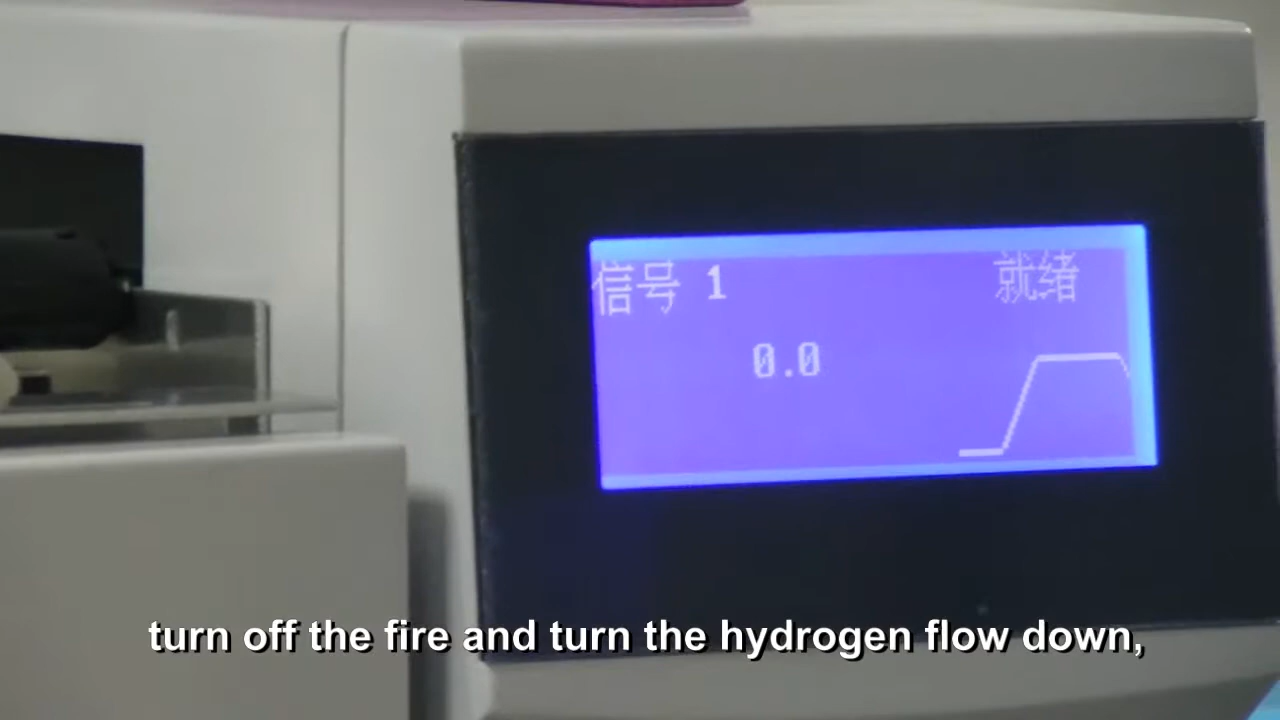 信号 1
就绪
0.0
turn off the fire and turn the hydrogen flow down,